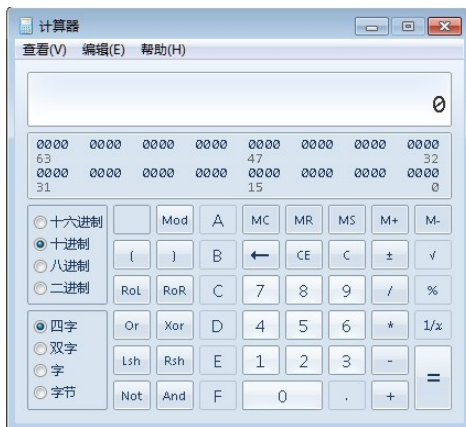 计算器
查看(V) 编辑(E) 帮助(H)
0
0000 0000 0000 0000 0000 0000 0000 0000
63 47 32
0000 0000 0000 0000 0000 0000 0000 0000
31 15 0
十六进制 Mod A MC MR MS M+ M-
十进制 ( ) B ← CE C ± √
八进制
二进制 RoL RoR C 7 8 9 / %
四字 Or Xor D 4 5 6 * 1/x
双字
字 Lsh Rsh E 1 2 3 - =
字节 Not And F 0 . +